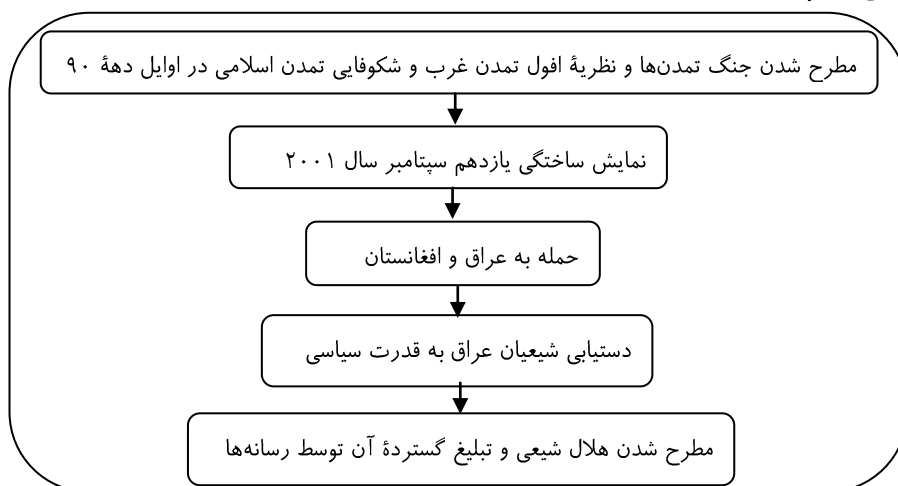 مطرح شدن جنگ تمدن‌ها و نظریهٔ افول تمدن غرب و شکوفایی تمدن اسلامی در اوایل دههٔ ۹۰
نمایش ساختگی یازدهم سپتامبر سال ۲۰۰۱
حمله به عراق و افغانستان
دستیابی شیعیان عراق به قدرت سیاسی
مطرح شدن هلال شیعی و تبلیغ گستردهٔ آن توسط رسانه‌ها